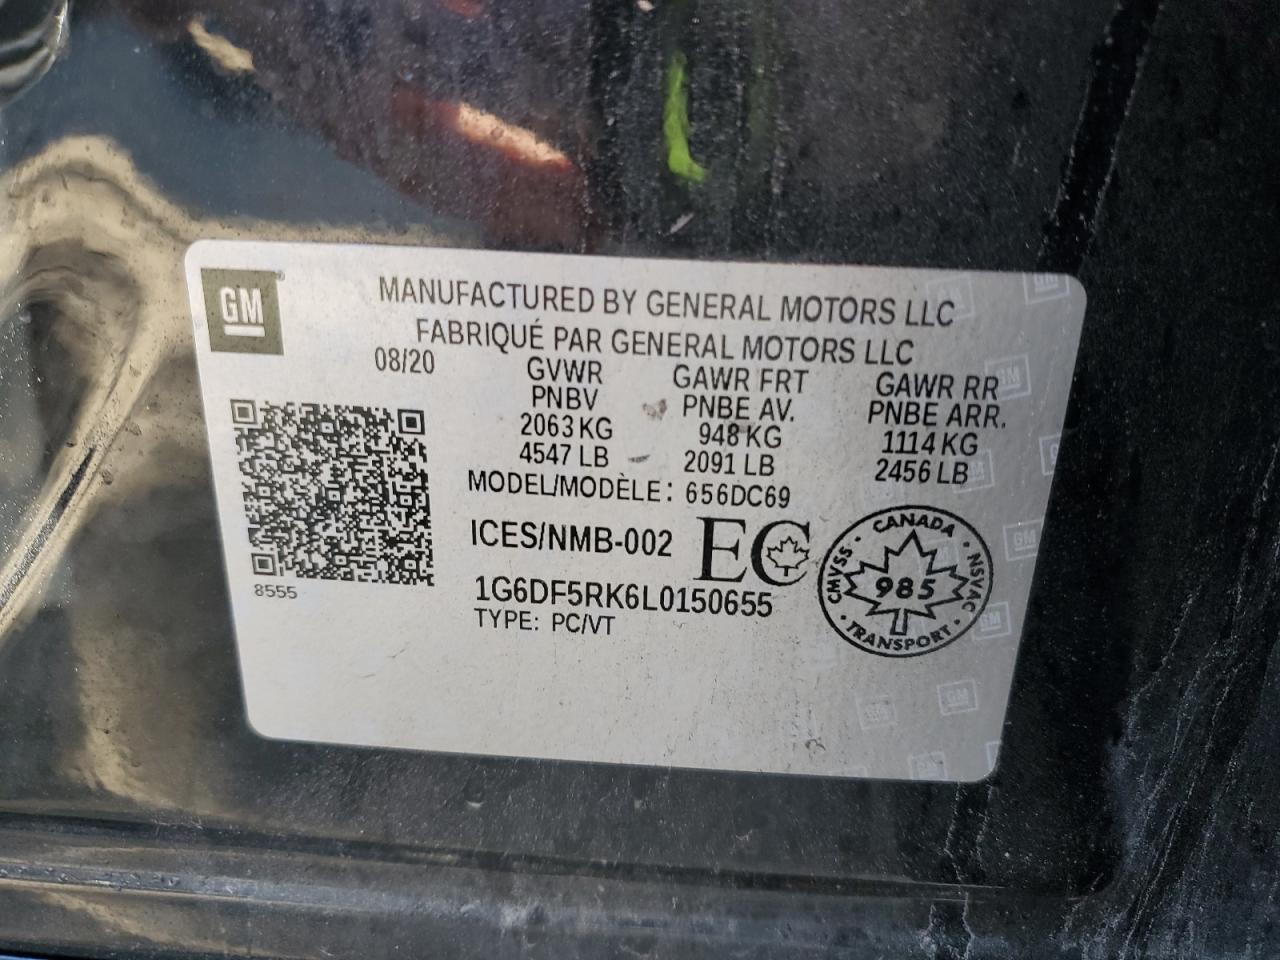 GM
MANUFACTURED BY GENERAL MOTORS LLC
FABRIQUÉ PAR GENERAL MOTORS LLC
08/20
GVWR GAWR FRT GAWR RR
PNBV PNBE AV. PNBE ARR.
2063 KG 948 KG 1114 KG
4547 LB 2091 LB 2456 LB
MODEL/MODÈLE: 656DC69
ICES/NMB-002 EC
8555
1G6DF5RK6L0150655
TYPE: PC/VT
CANADA
CMVSS · NSVAC
985
TRANSPORT